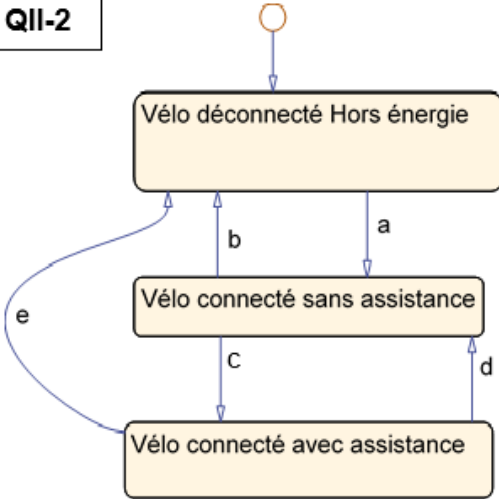 QII-2
Vélo déconnecté Hors énergie
a
b
Vélo connecté sans assistance
e
C
d
Vélo connecté avec assistance